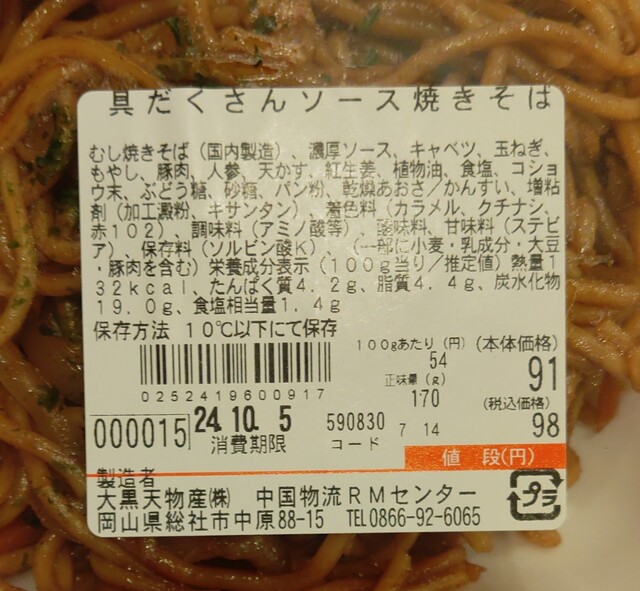 具だくさんソース焼きそば
むし焼きそば（国内製造）、濃厚ソース、キャベツ、玉ねぎ、
もやし、豚肉、人参、天かす、紅生姜、植物油、食塩、コショ
ウ末、ぶどう糖、砂糖、パン粉、乾燥あおさ／かんすい、増粘
剤（加工澱粉、キサンタン）、着色料（カラメル、クチナシ、
赤102）、調味料（アミノ酸等）、酸味料、甘味料（ステビ
ア）、保存料（ソルビン酸K）、（一部に小麦・乳成分・大豆
・豚肉を含む）栄養成分表示（100g当り／推定値）熱量1
32kcal、たんぱく質4.2g、脂質4.4g、炭水化物
19.0g、食塩相当量1.4g
保存方法 10℃以下にて保存
100gあたり（円）（本体価格）
54 91
正味量（g）（税込価格）
170 98
0252419600917
000015 24.10.5 590830 7 14
消費期限 コード
値 段(円)
製造者
大黒天物産㈱ 中国物流RMセンター
岡山県総社市中原88-15 TEL0866-92-6065
プラ